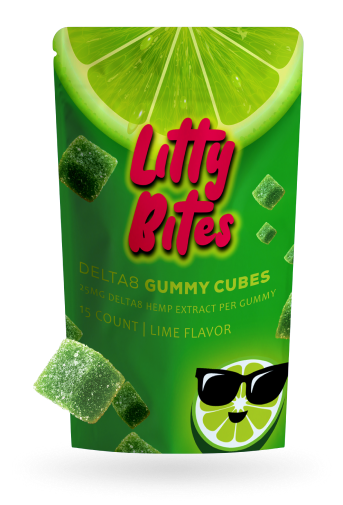 Litty
Bites
DELTA8 GUMMY CUBES
25MG DELTA8 HEMP EXTRACT PER GUMMY
15 COUNT | LIME FLAVOR